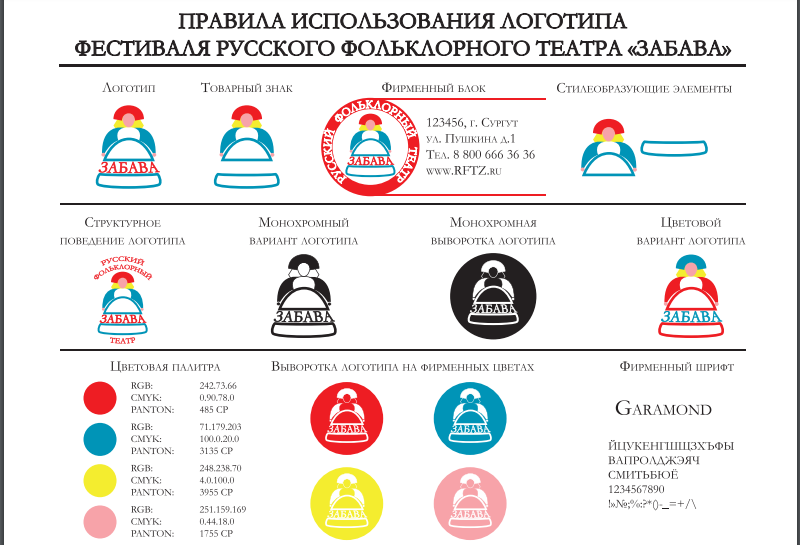 ПРАВИЛА ИСПОЛЬЗОВАНИЯ ЛОГОТИПА
ФЕСТИВАЛЯ РУССКОГО ФОЛЬКЛОРНОГО ТЕАТРА «ЗАБАВА»
Логотип
Товарный знак
Фирменный блок
Стилеобразующие элементы
ЗАБАВА
РУССКИЙ ФОЛЬКЛОРНЫЙ ТЕАТР
ЗАБАВА
123456, г. Сургут
ул. Пушкина д.1
Тел. 8 800 666 36 36
www.RFTZ.ru
Структурное
поведение логотипа
Монохромный
вариант логотипа
Монохромная
выворотка логотипа
Цветовой
вариант логотипа
РУССКИЙ
ФОЛЬКЛОРНЫЙ
ЗАБАВА
ТЕАТР
ЗАБАВА
ЗАБАВА
ЗАБАВА
Цветовая палитра
RGB: 242.73.66
CMYK: 0.90.78.0
PANTON: 485 CP
RGB: 71.179.203
CMYK: 100.0.20.0
PANTON: 3135 CP
RGB: 248.238.70
CMYK: 4.0.100.0
PANTON: 3955 CP
RGB: 251.159.169
CMYK: 0.44.18.0
PANTON: 1755 CP
Выворотка логотипа на фирменных цветах
ЗАБАВА
ЗАБАВА
ЗАБАВА
ЗАБАВА
Фирменный шрифт
Garamond
ЙЦУКЕНГШЩЗХЪФЫ
ВАПРОЛДЖЭЯЧ
СМИТЬБЮЁ
1234567890
!»№;%:?*()-_=+/\